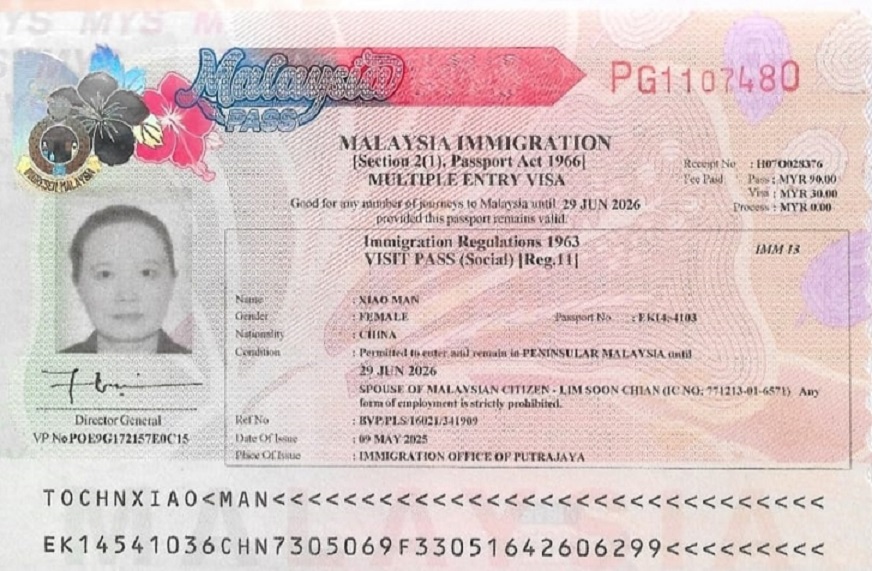 MYS MYS M
Malaysia
PASS
PG1107480
MALAYSIA IMMIGRATION
[Section 2(1), Passport Act 1966]
MULTIPLE ENTRY VISA
Receipt No : H07O028376
Fee Paid Pass : MYR 90.00
Visa : MYR 30.00
Process : MYR 0.00
Good for any number of journeys to Malaysia until 29 JUN 2026
provided this passport remains valid.
Immigration Regulations 1963
VISIT PASS (Social) [Reg.11]
IMM 13
Name : XIAO MAN
Gender : FEMALE Passport No. :
Nationality : CHINA
Condition : Permitted to enter and remain in PENINSULAR MALAYSIA until
29 JUN 2026
SPOUSE OF MALAYSIAN CITIZEN - LIM SOON CHIAN (IC NO: 771213-01-6571) Any
form of employment is strictly prohibited.
Ref No : BVP/PLS/16021/341909
Date Of Issue : 09 MAY 2025
Place Of Issue : IMMIGRATION OFFICE OF PUTRAJAYA
Director General
VP No POE9G172157E0C15
TOCHNXIAO<MAN<<<<<<<<<<<<<<<<<<<<<<<<<<<<<<<
EK14541036CHN7305069F33051642606299<<<<<<<<<